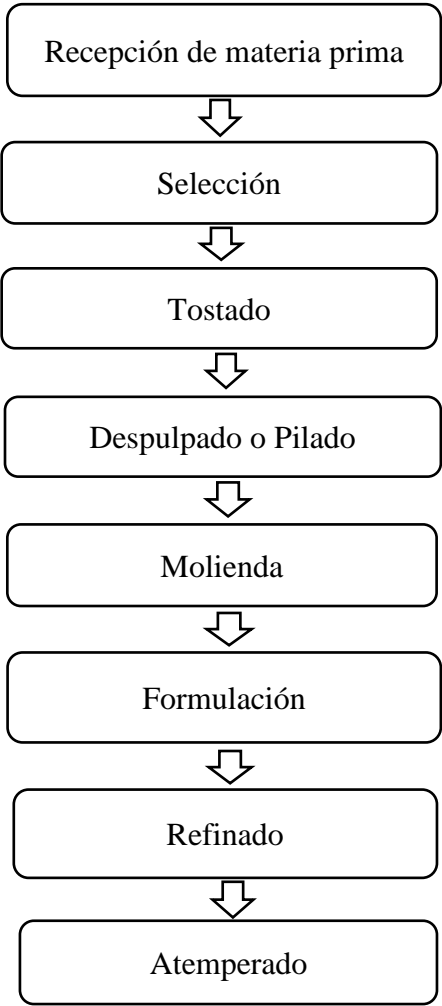 Recepción de materia prima
Selección
Tostado
Despulpado o Pilado
Molienda
Formulación
Refinado
Atemperado